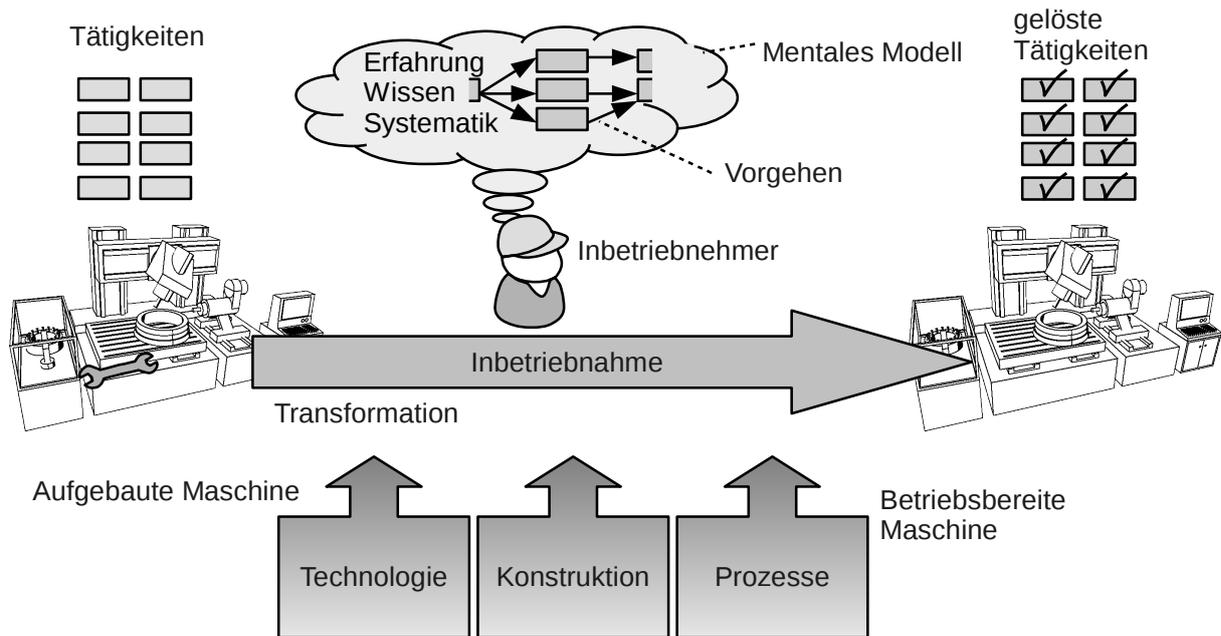 Tätigkeiten
Erfahrung
Wissen
Systematik
Mentales Modell
Vorgehen
gelöste
Tätigkeiten
Inbetriebnehmer
Inbetriebnahme
Transformation
Aufgebaute Maschine
Betriebsbereite
Maschine
Technologie
Konstruktion
Prozesse